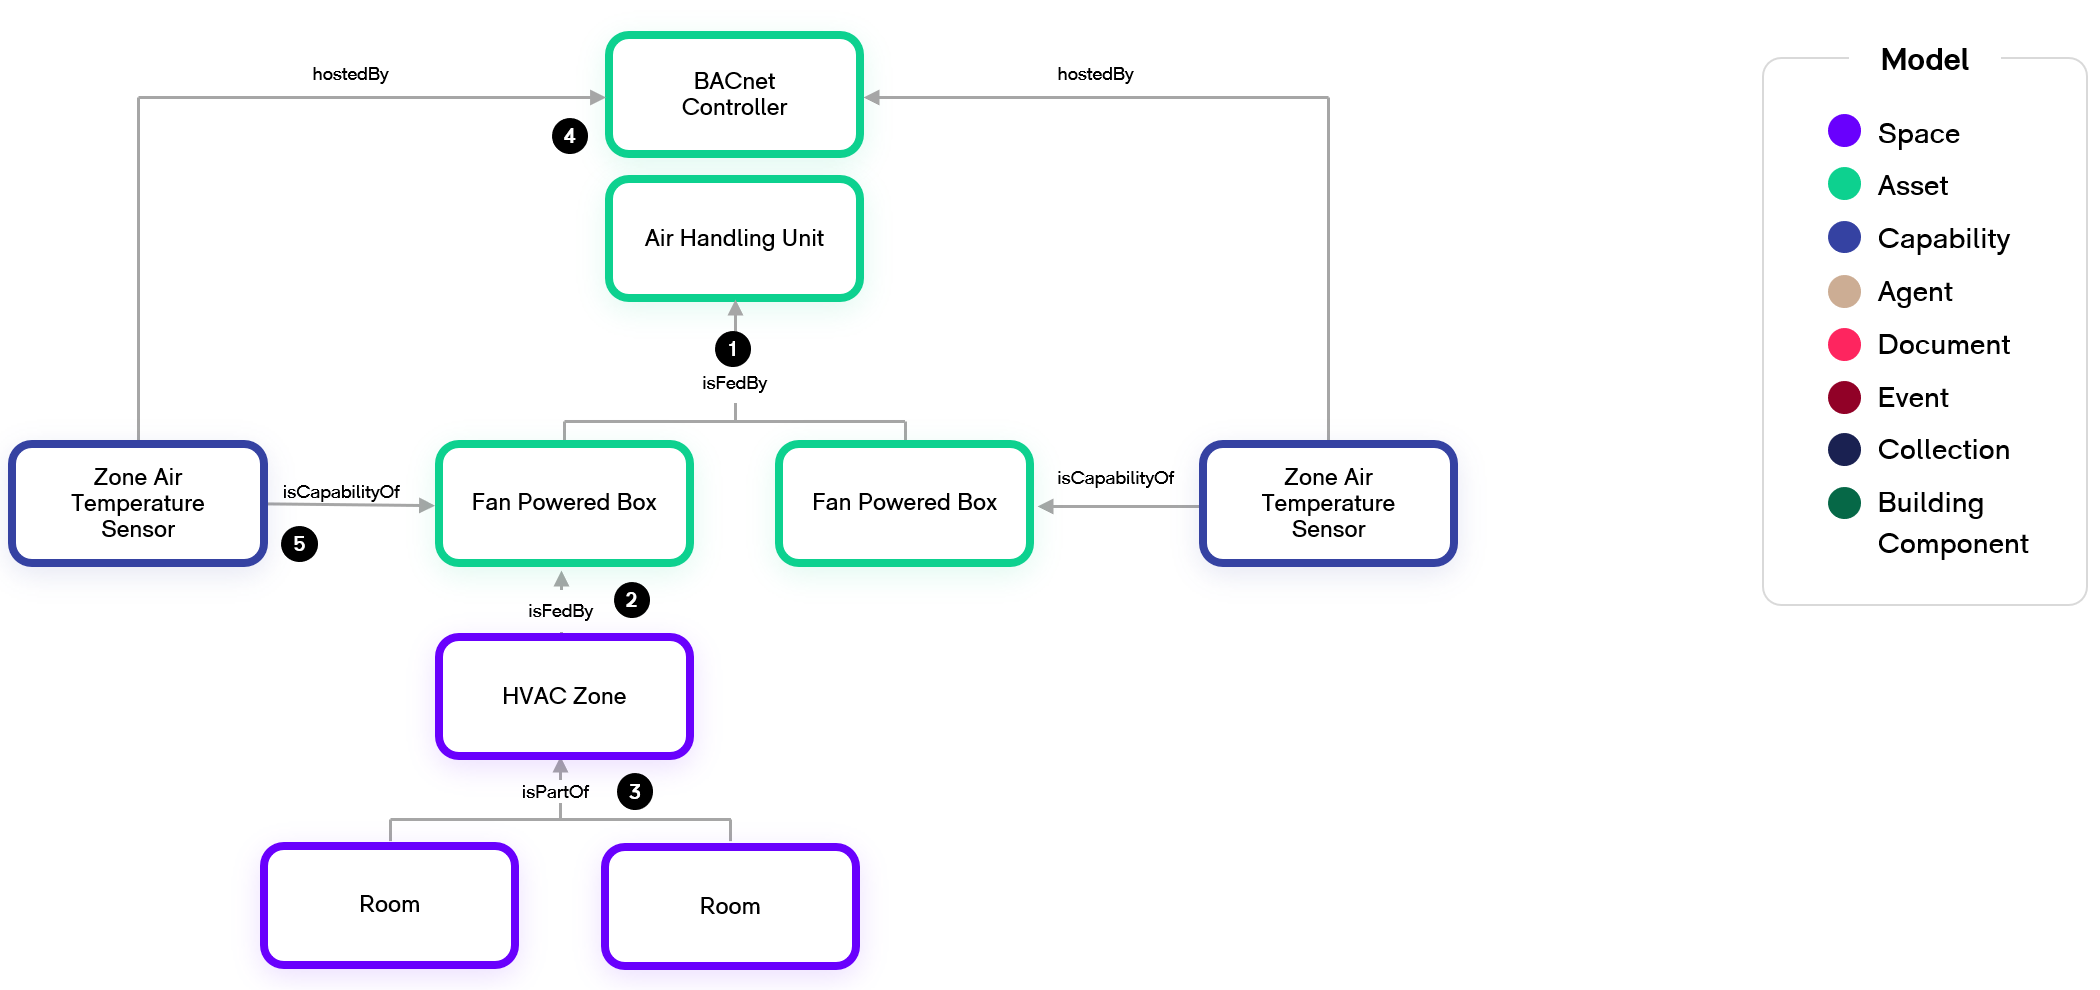 hostedBy
BACnet
Controller
hostedBy
4
Air Handling Unit
1
isFedBy
Zone Air
Temperature
Sensor
isCapabilityOf
5
Fan Powered Box
Fan Powered Box
isCapabilityOf
Zone Air
Temperature
Sensor
isFedBy
2
HVAC Zone
isPartOf
3
Room
Room
Model
Space
Asset
Capability
Agent
Document
Event
Collection
Building
Component